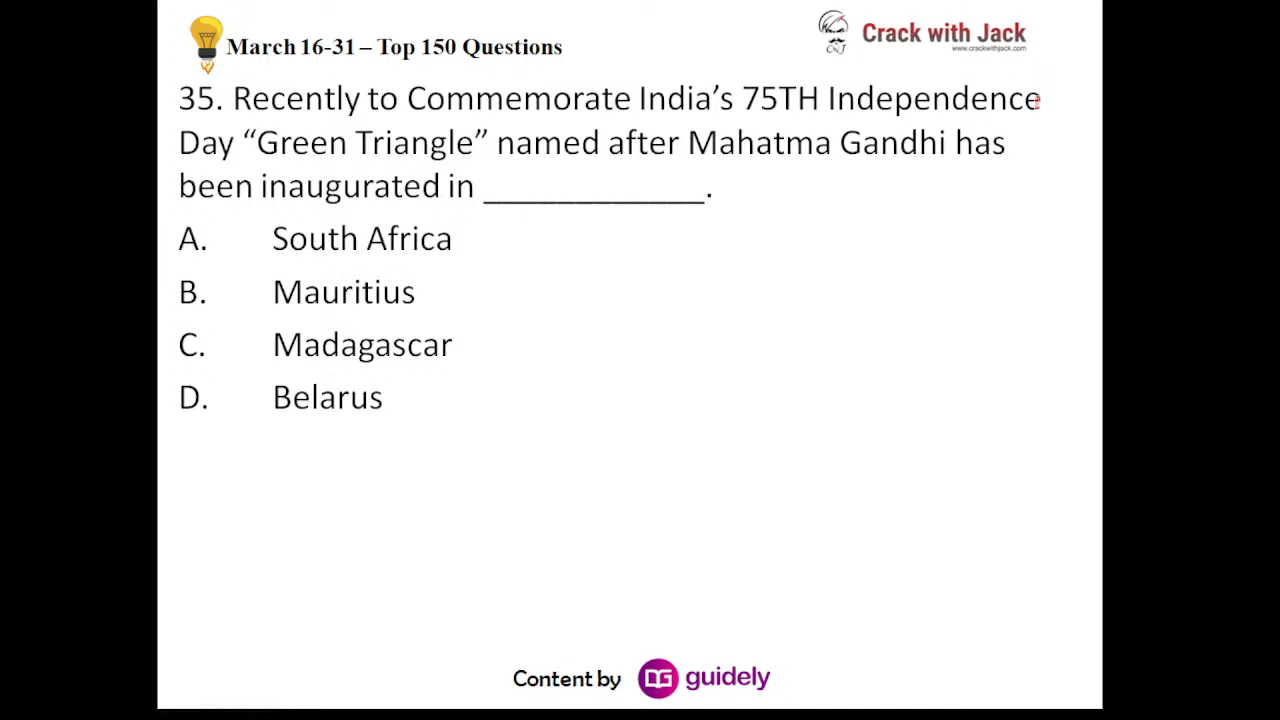 March 16-31 – Top 150 Questions
Crack with Jack
www.crackwithjack.com
CWJ
35. Recently to Commemorate India’s 75TH Independence
Day “Green Triangle” named after Mahatma Gandhi has
been inaugurated in _____________.
A. South Africa
B. Mauritius
C. Madagascar
D. Belarus
Content by DG guidely